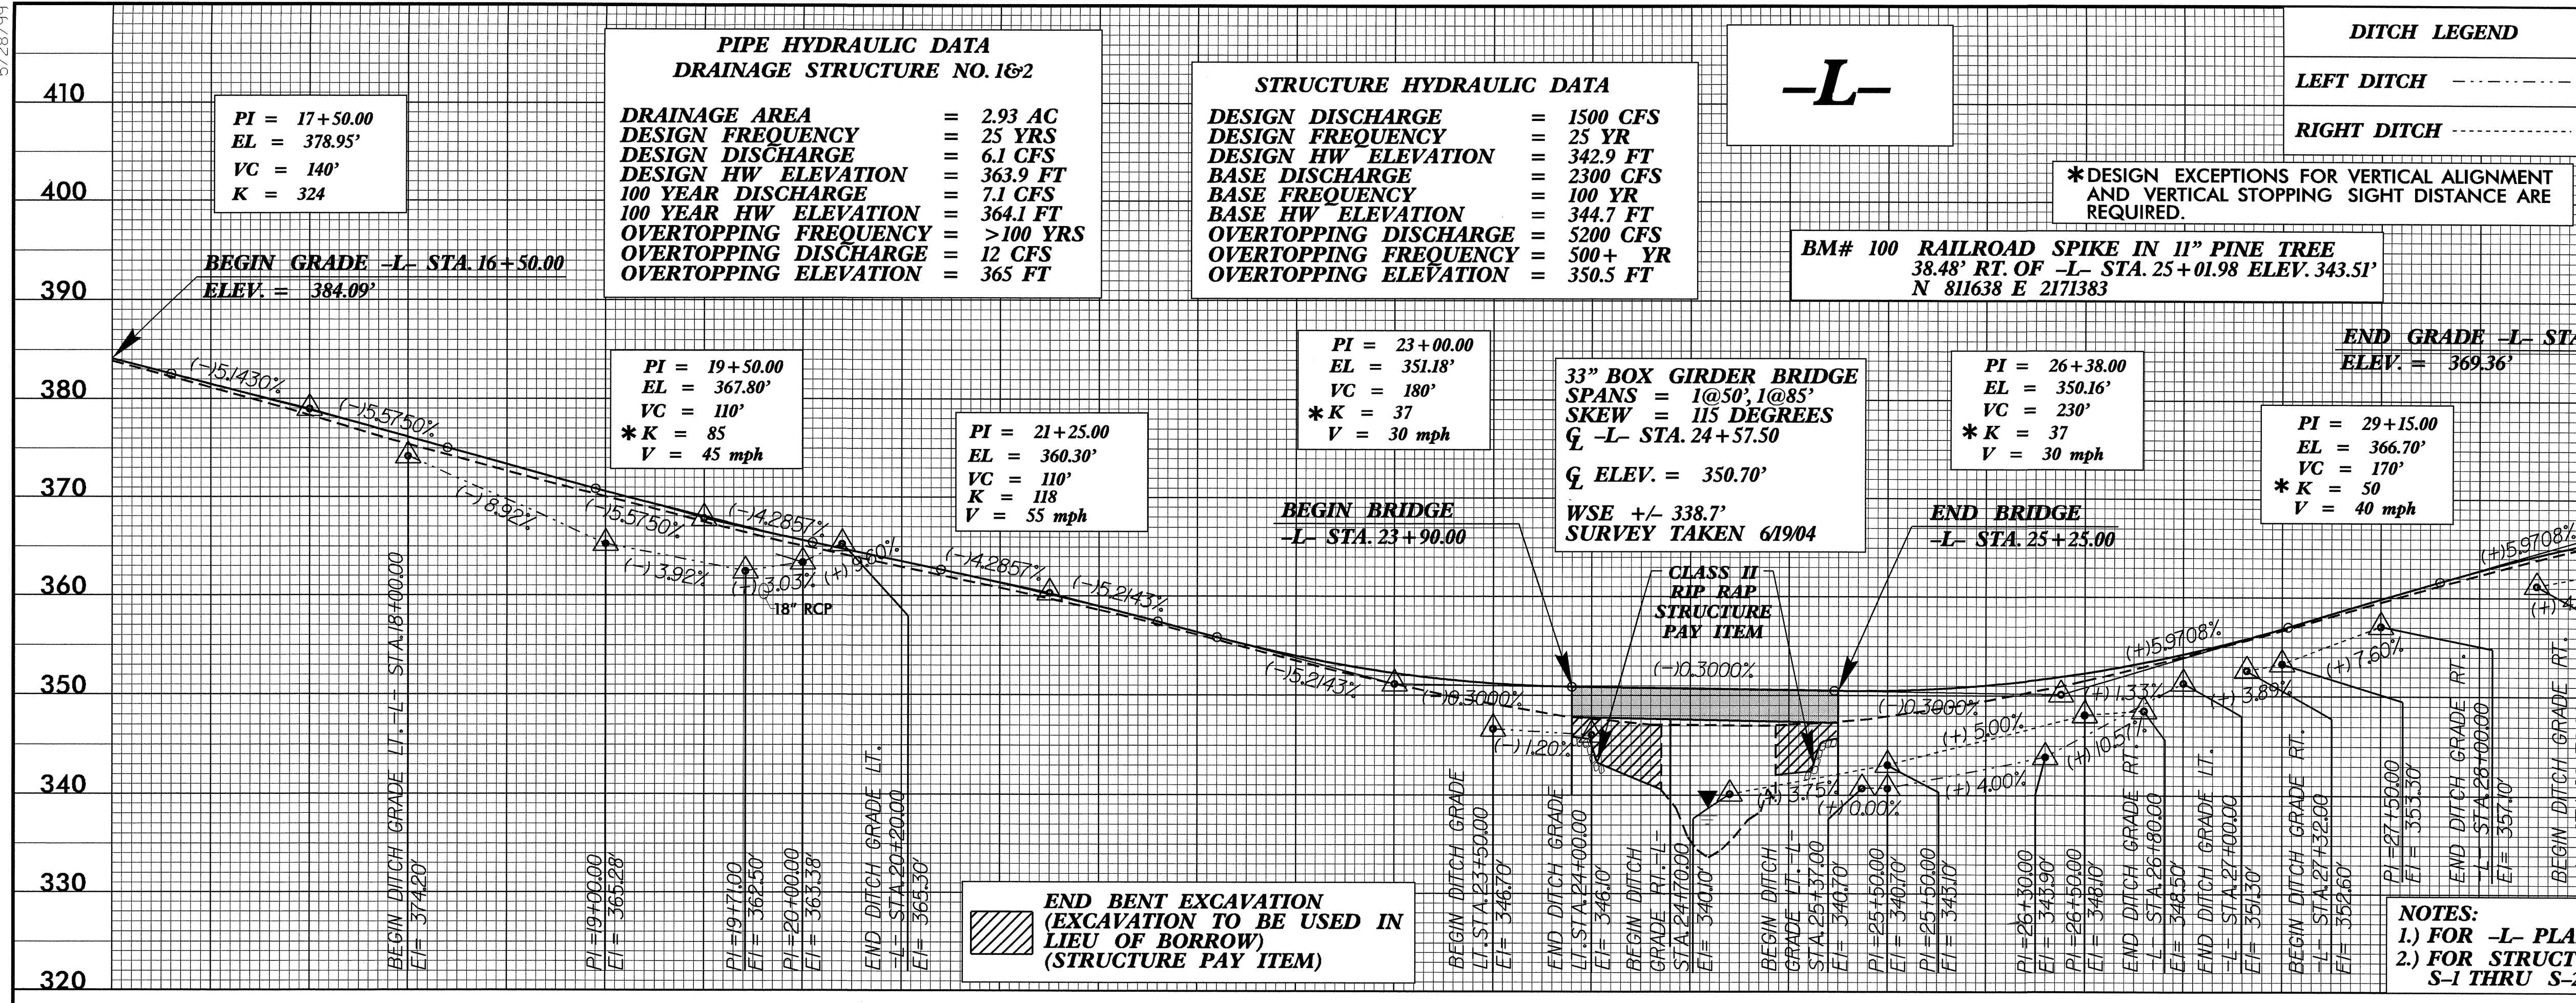 5/28/99
410
400
390
380
370
360
350
340
330
320
PI = 17+50.00
EL = 378.95'
VC = 140'
K = 324
BEGIN GRADE -L- STA. 16+50.00
ELEV. = 384.09'
PIPE HYDRAULIC DATA
DRAINAGE STRUCTURE NO. 1&2
DRAINAGE AREA = 2.93 AC
DESIGN FREQUENCY = 25 YRS
DESIGN DISCHARGE = 6.1 CFS
DESIGN HW ELEVATION = 363.9 FT
100 YEAR DISCHARGE = 7.1 CFS
100 YEAR HW ELEVATION = 364.1 FT
OVERTOPPING FREQUENCY = >100 YRS
OVERTOPPING DISCHARGE = 12 CFS
OVERTOPPING ELEVATION = 365 FT
STRUCTURE HYDRAULIC DATA
DESIGN DISCHARGE = 1500 CFS
DESIGN FREQUENCY = 25 YR
DESIGN HW ELEVATION = 342.9 FT
BASE DISCHARGE = 2300 CFS
BASE FREQUENCY = 100 YR
BASE HW ELEVATION = 344.7 FT
OVERTOPPING DISCHARGE = 5200 CFS
OVERTOPPING FREQUENCY = 500+ YR
OVERTOPPING ELEVATION = 350.5 FT
-L-
DITCH LEGEND
LEFT DITCH
RIGHT DITCH
*DESIGN EXCEPTIONS FOR VERTICAL ALIGNMENT
AND VERTICAL STOPPING SIGHT DISTANCE ARE
REQUIRED.
BM# 100 RAILROAD SPIKE IN 11" PINE TREE
38.48' RT. OF -L- STA. 25+01.98 ELEV. 343.51'
N 811638 E 2171383
END GRADE -L- STA
ELEV. = 369.36'
PI = 19+50.00
EL = 367.80'
VC = 110'
* K = 85
V = 45 mph
PI = 21+25.00
EL = 360.30'
VC = 110'
K = 118
V = 55 mph
PI = 23+00.00
EL = 351.18'
VC = 180'
* K = 37
V = 30 mph
33" BOX GIRDER BRIDGE
SPANS = 1@50', 1@85'
SKEW = 115 DEGREES
CL -L- STA. 24+57.50
CL ELEV. = 350.70'
WSE +/- 338.7'
SURVEY TAKEN 6/19/04
PI = 26+38.00
EL = 350.16'
VC = 230'
* K = 37
V = 30 mph
PI = 29+15.00
EL = 366.70'
VC = 170'
* K = 50
V = 40 mph
BEGIN BRIDGE
-L- STA. 23+90.00
END BRIDGE
-L- STA. 25+25.00
CLASS II
RIP RAP
STRUCTURE
PAY ITEM
(-)5.1430%
(-)5.5750%
(-)8.92%
(-)5.5750%
(-)4.2857%
(-)3.92%
(+)3.03%
(+)9.60%
18" RCP
(-)4.2857%
(-)5.2143%
(-)5.2143%
(-)0.3000%
(-)0.3000%
(-)0.3000%
(-)1.20%
(+)3.75%
(+)0.00%
(+)5.00%
(+)4.00%
(+)10.57%
(+)1.33%
(+)5.9708%
(+)3.89%
(+)7.60%
(+)5.9708%
(+)4
BEGIN DITCH GRADE LT. -L- STA.18+00.00
El= 374.20'
PI =19+00.00
El= 365.28'
PI =19+71.00
El= 362.50'
PI=20+00.00
El= 363.38'
END DITCH GRADE LT.
-L- STA.20+20.00
El= 365.30'
BEGIN DITCH GRADE
LT.STA.23+50.00
El= 346.70'
END DITCH GRADE
LT.STA.24+00.00
El= 346.10'
BEGIN DITCH
GRADE RT.-L-
STA.24+70.00
El= 340.10'
BEGIN DITCH
GRADE LT.-L-
STA.25+37.00
El= 340.70'
PI=25+50.00
El= 340.70'
PI=25+50.00
El= 343.10'
PI=26+30.00
El= 343.90'
PI=26+50.00
El= 348.10'
END DITCH GRADE RT.
-L- STA.26+80.00
El= 348.50'
END DITCH GRADE LT.
-L- STA.27+00.00
El= 351.30'
BEGIN DITCH GRADE RT.
-L- STA.27+32.00
El= 352.60'
PI=27+50.00
El= 353.30'
END DITCH GRADE RT.
-L- STA.28+00.00
El= 357.10'
BEGIN DITCH GRADE RT.
END BENT EXCAVATION
(EXCAVATION TO BE USED IN
LIEU OF BORROW)
(STRUCTURE PAY ITEM)
NOTES:
1.) FOR -L- PLA
2.) FOR STRUCT
S-1 THRU S-2